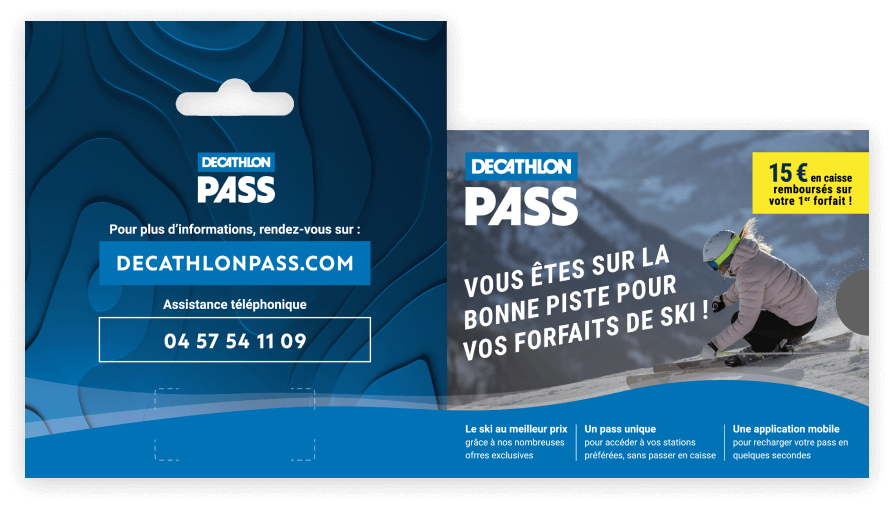 DECATHLON
PASS
Pour plus d'informations, rendez-vous sur :
DECATHLONPASS.COM
Assistance téléphonique
04 57 54 11 09
DECATHLON
PASS
15 € en caisse
remboursés sur
votre 1er forfait !
VOUS ÊTES SUR LA
BONNE PISTE POUR
VOS FORFAITS DE SKI !
Le ski au meilleur prix
grâce à nos nombreuses
ofrres exclusives
Un pass unique
pour accéder à vos stations
préférées, sans passer en caisse
Une application mobile
pour recharger votre pass en
quelques secondes